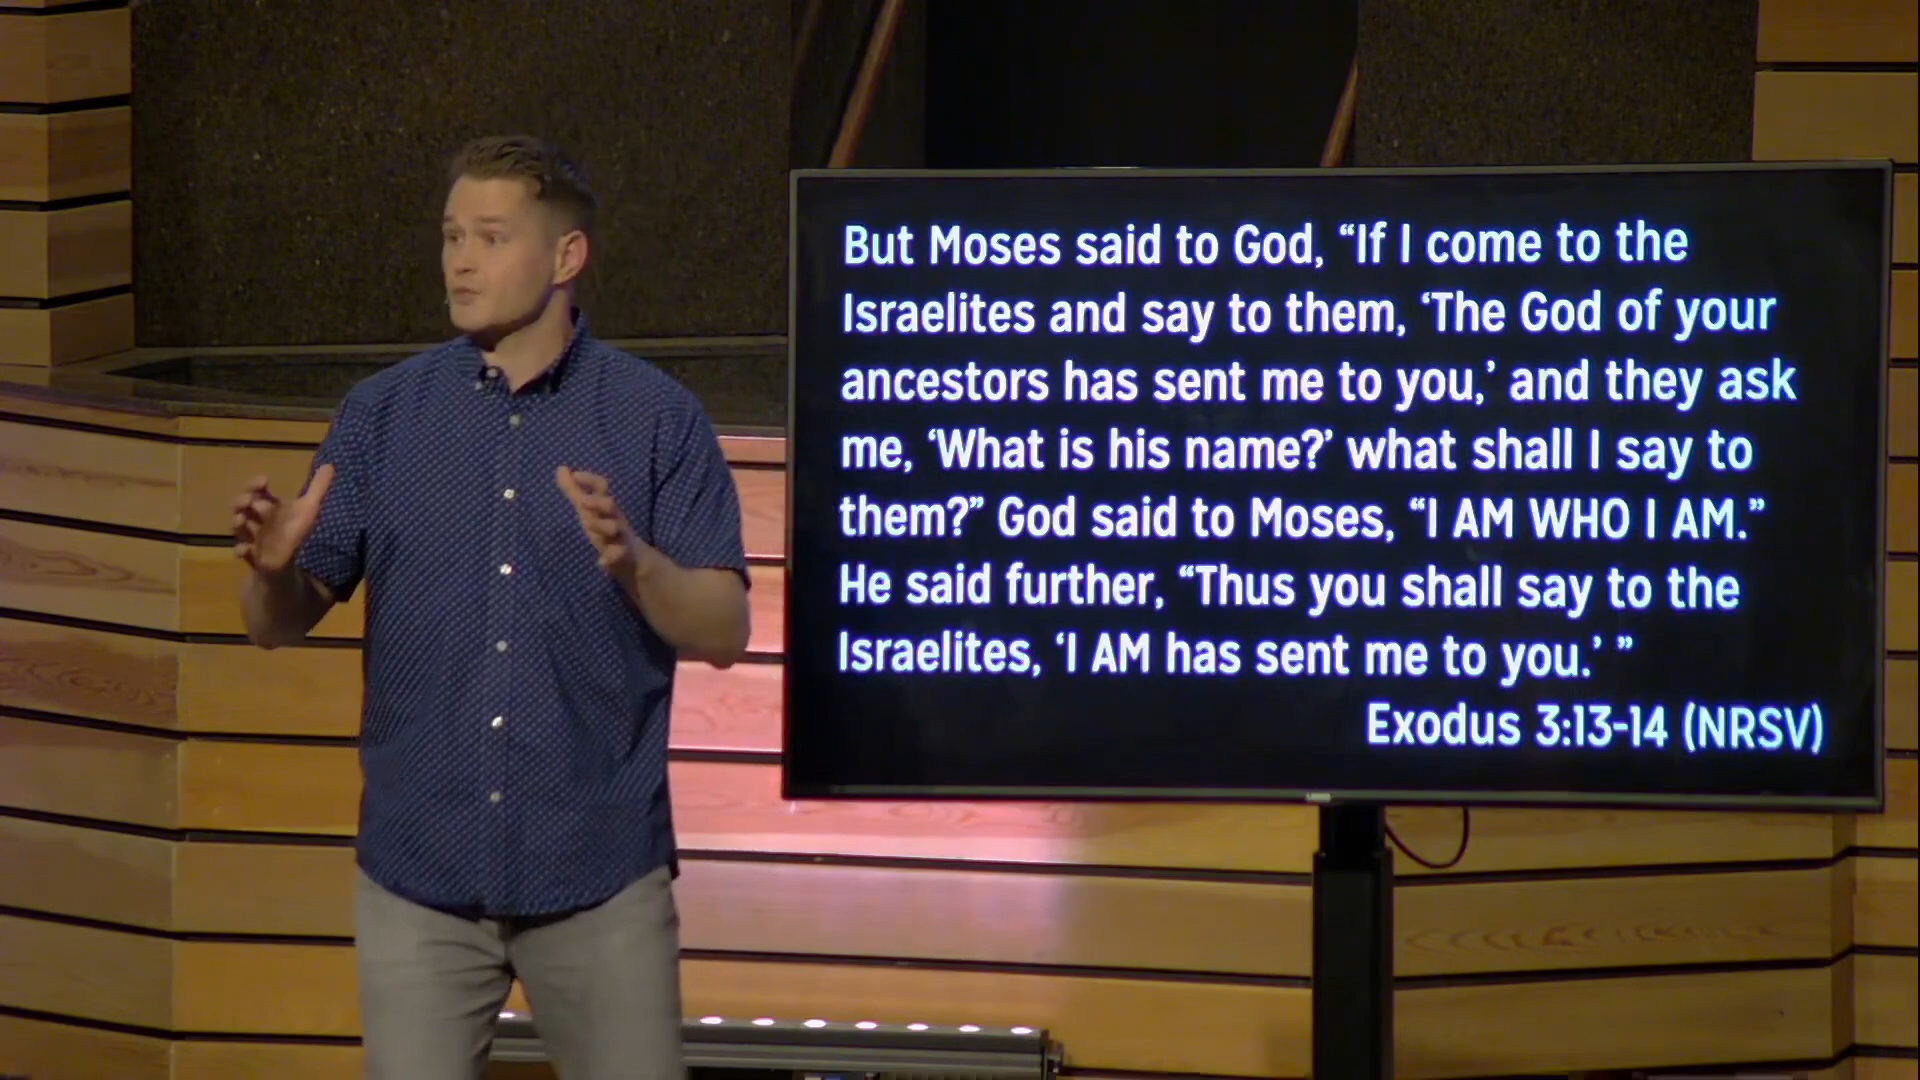 But Moses said to God, “If I come to the
Israelites and say to them, ‘The God of your
ancestors has sent me to you,’ and they ask
me, ‘What is his name?’ what shall I say to
them?” God said to Moses, “I AM WHO I AM.”
He said further, “Thus you shall say to the
Israelites, ‘I AM has sent me to you.’ ”
Exodus 3:13-14 (NRSV)